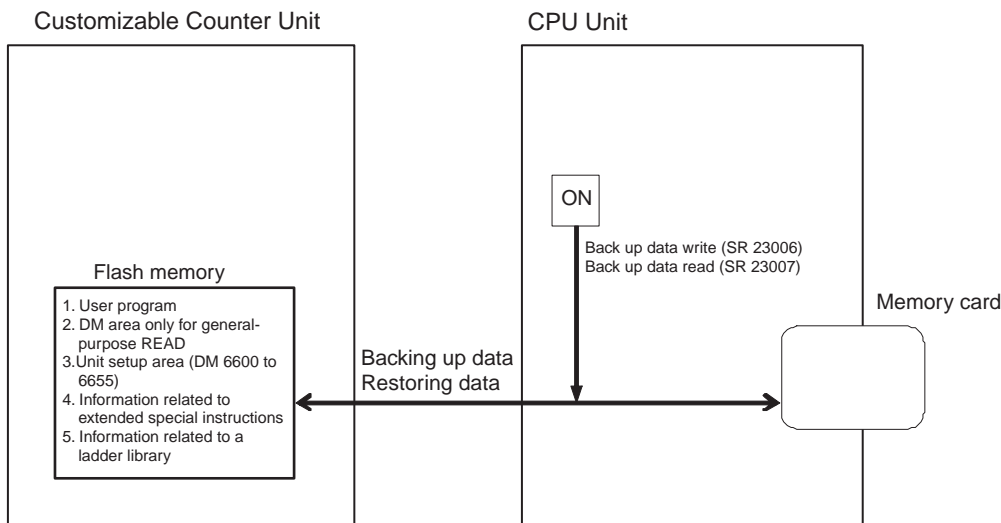 Customizable Counter Unit
CPU Unit
ON
Back up data write (SR 23006)
Back up data read (SR 23007)
Flash memory
1. User program
2. DM area only for general-
purpose READ
3.Unit setup area (DM 6600 to
6655)
4. Information related to
extended special instructions
5. Information related to a
ladder library
Backing up data
Restoring data
Memory card